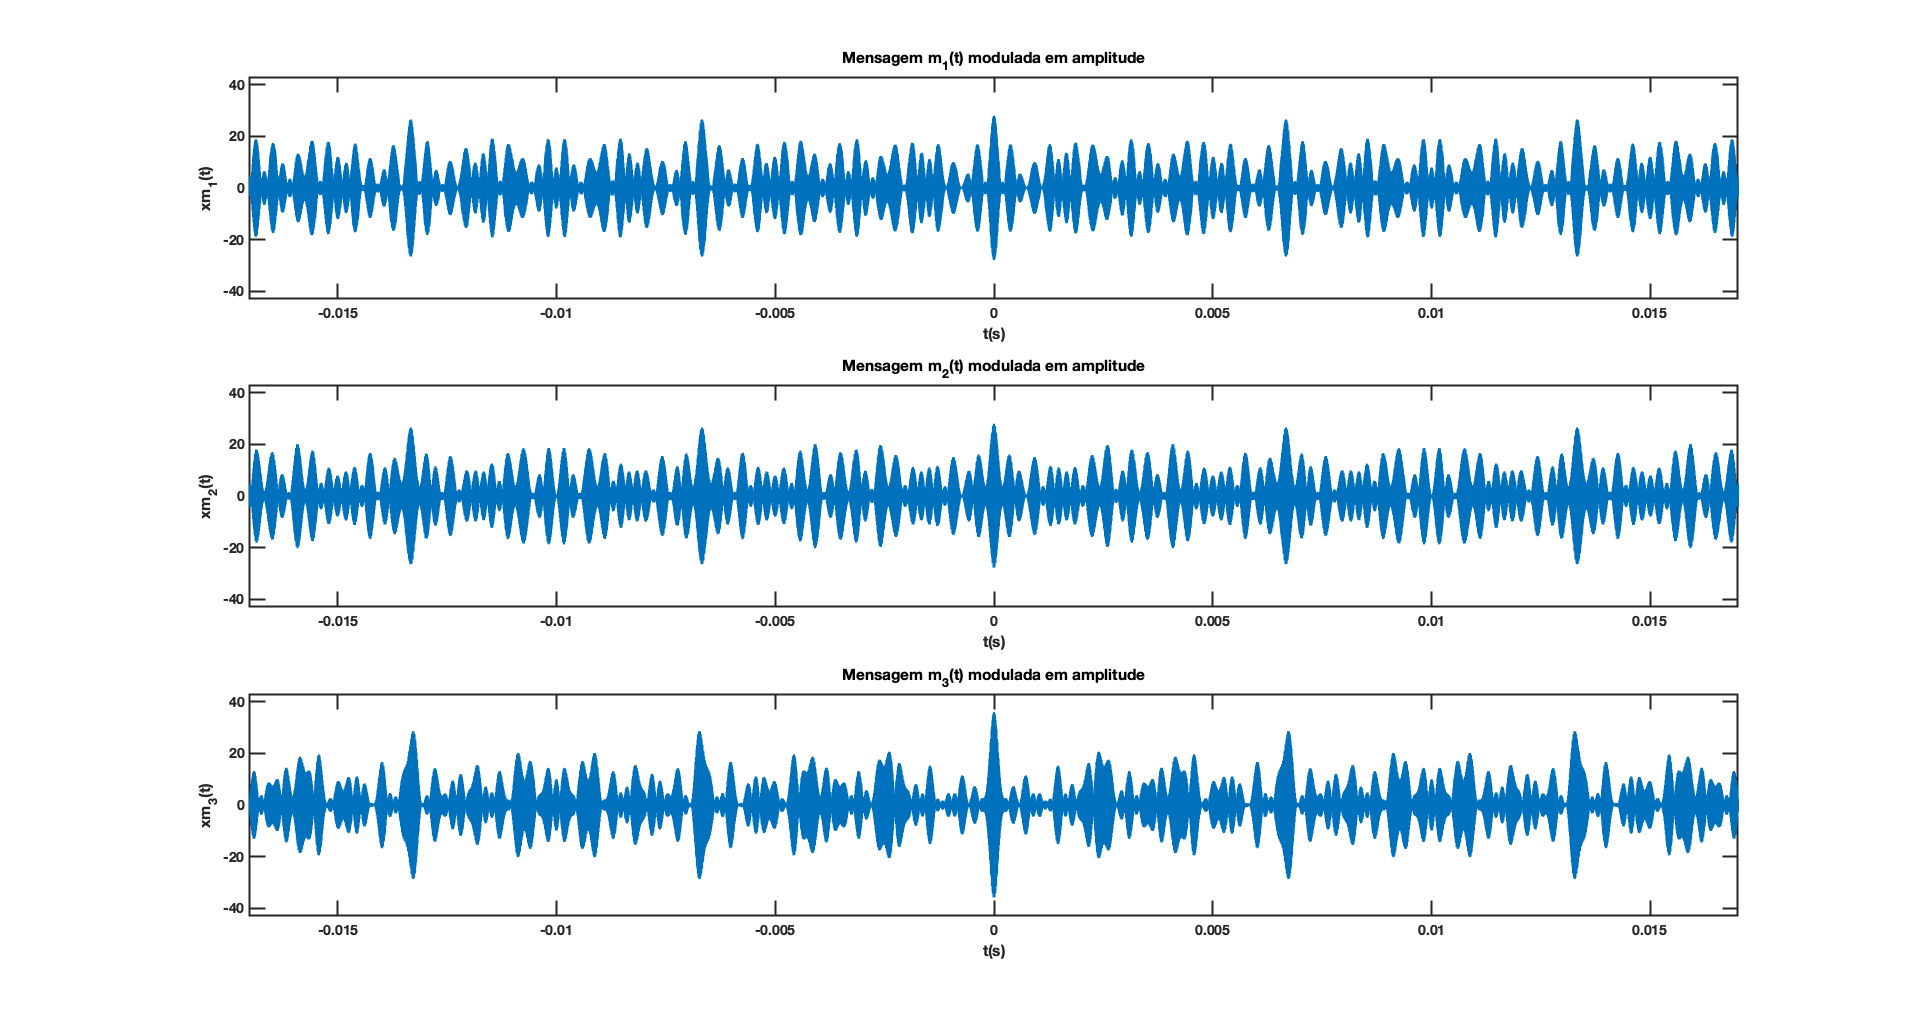 Mensagem m1(t) modulada em amplitude
40
20
0
-20
-40
xm1(t)
-0.015 -0.01 -0.005 0 0.005 0.01 0.015
t(s)
Mensagem m2(t) modulada em amplitude
40
20
0
-20
-40
xm2(t)
-0.015 -0.01 -0.005 0 0.005 0.01 0.015
t(s)
Mensagem m3(t) modulada em amplitude
40
20
0
-20
-40
xm3(t)
-0.015 -0.01 -0.005 0 0.005 0.01 0.015
t(s)